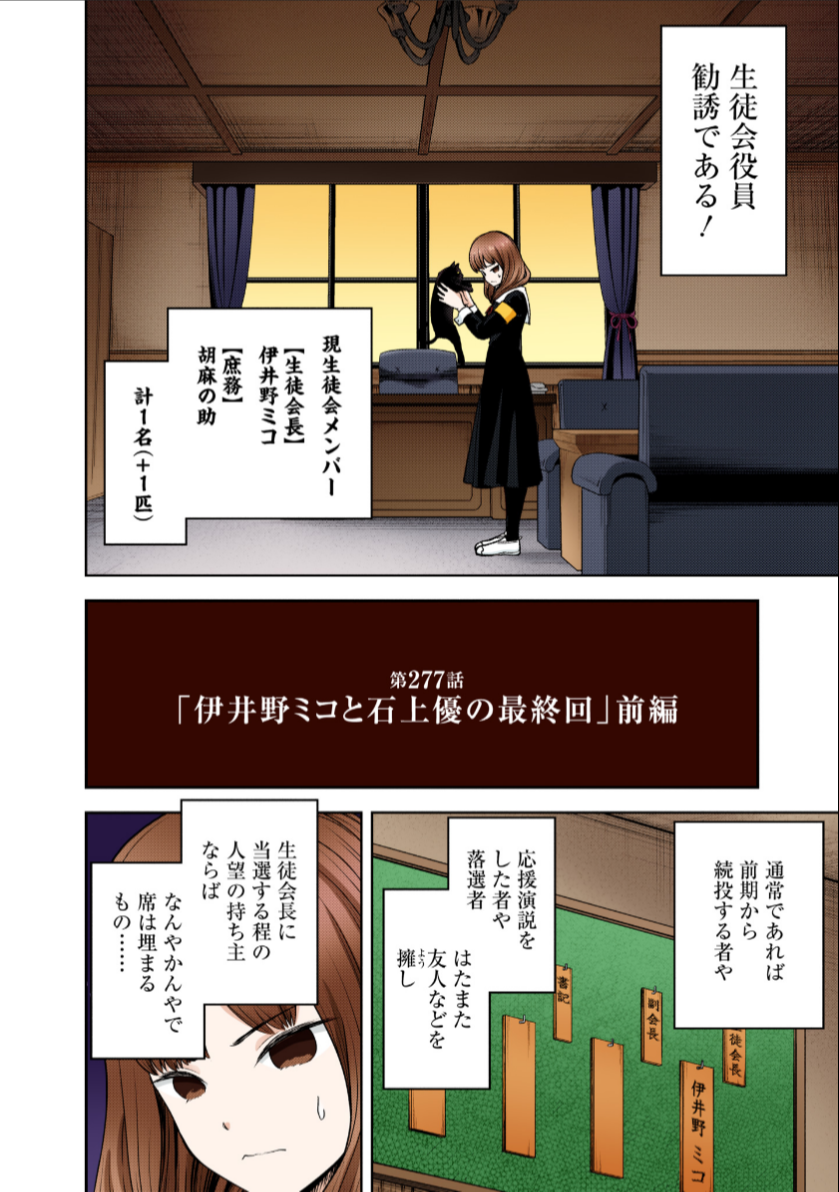 生徒会役員
勧誘である！
現生徒会メンバー
【生徒会長】
伊井野ミコ
【庶務】
胡麻の助
計1名（+1匹）
第277話
「伊井野ミコと石上優の最終回」前編
通常であれば
前期から
続投する者や
応援演説を
した者や
落選者
はたまた
友人などを
擁し
よう
生徒会長
伊井野ミコ
副会長
書記
生徒会長に
当選する程の
人望の持ち主
ならば
なんやかんやで
席は埋まる
もの……